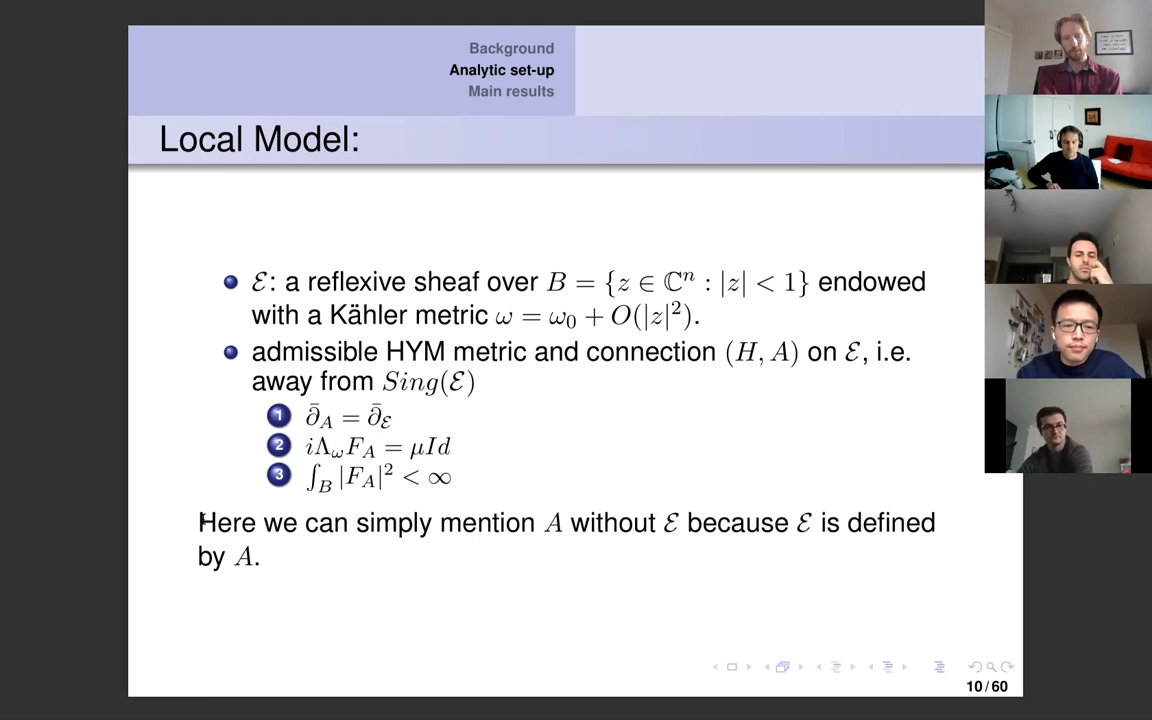 Background
Analytic set-up
Main results
Local Model:
ℰ: a reflexive sheaf over B = {z ∈ ℂⁿ : |z| < 1} endowed
with a Kähler metric ω = ω₀ + O(|z|²).
admissible HYM metric and connection (H, A) on ℰ, i.e.
away from Sing(ℰ)
1 ∂̄_A = ∂̄_ℰ
2 iΛ_ω F_A = μId
3 ∫_B |F_A|² < ∞
Here we can simply mention A without ℰ because ℰ is defined
by A.
10/60